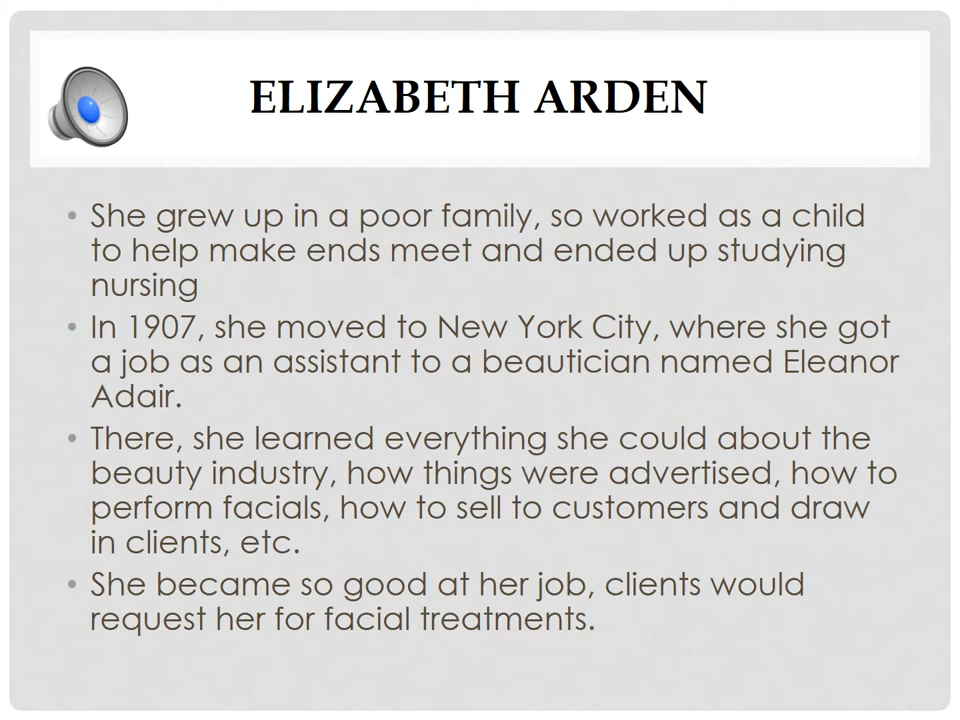 ELIZABETH ARDEN
• She grew up in a poor family, so worked as a child
to help make ends meet and ended up studying
nursing
• In 1907, she moved to New York City, where she got
a job as an assistant to a beautician named Eleanor
Adair.
• There, she learned everything she could about the
beauty industry, how things were advertised, how to
perform facials, how to sell to customers and draw
in clients, etc.
• She became so good at her job, clients would
request her for facial treatments.